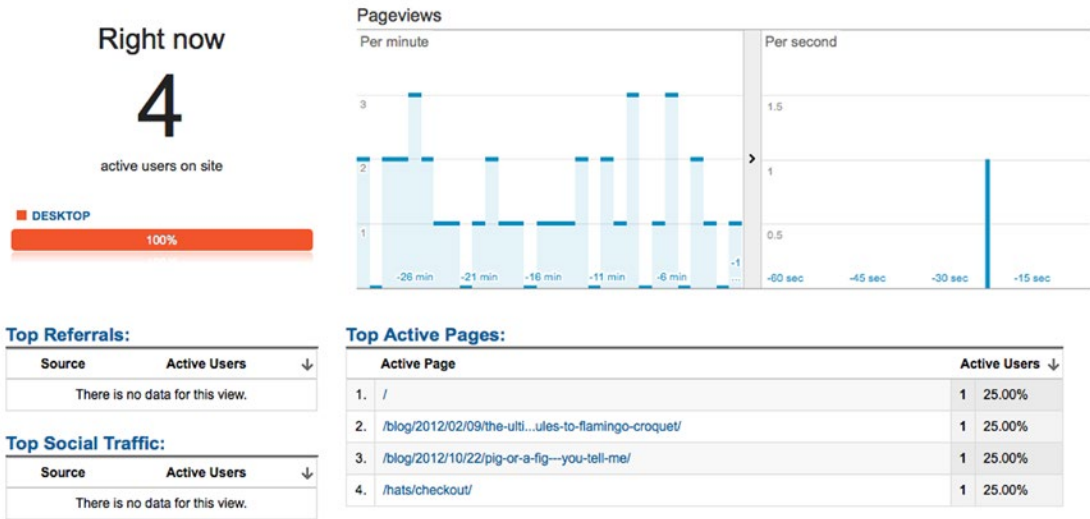 Right now
4
active users on site
DESKTOP
100%
Pageviews
Per minute
3
2
1
-26 min
-21 min
-16 min
-11 min
-6 min
-1
...
Per second
1.5
1
0.5
-60 sec
-45 sec
-30 sec
-15 sec
Top Referrals:
Source Active Users
There is no data for this view.
Top Social Traffic:
Source Active Users
There is no data for this view.
Top Active Pages:
Active Page Active Users
1. / 1 25.00%
2. /blog/2012/02/09/the-ulti...ules-to-flamingo-croquet/ 1 25.00%
3. /blog/2012/10/22/pig-or-a-fig---you-tell-me/ 1 25.00%
4. /hats/checkout/ 1 25.00%